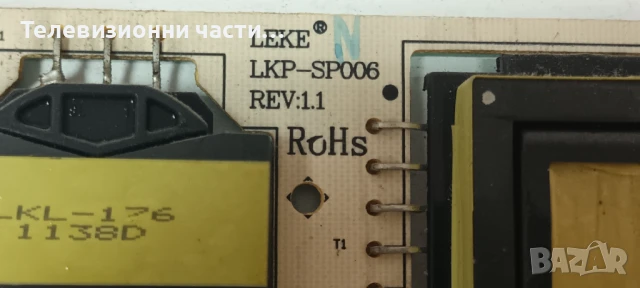 Телевизионни части...
LEKE® N
LKP-SP006
REV:1.1
RoHs
LKL-176
1138D
T1
BAZAR